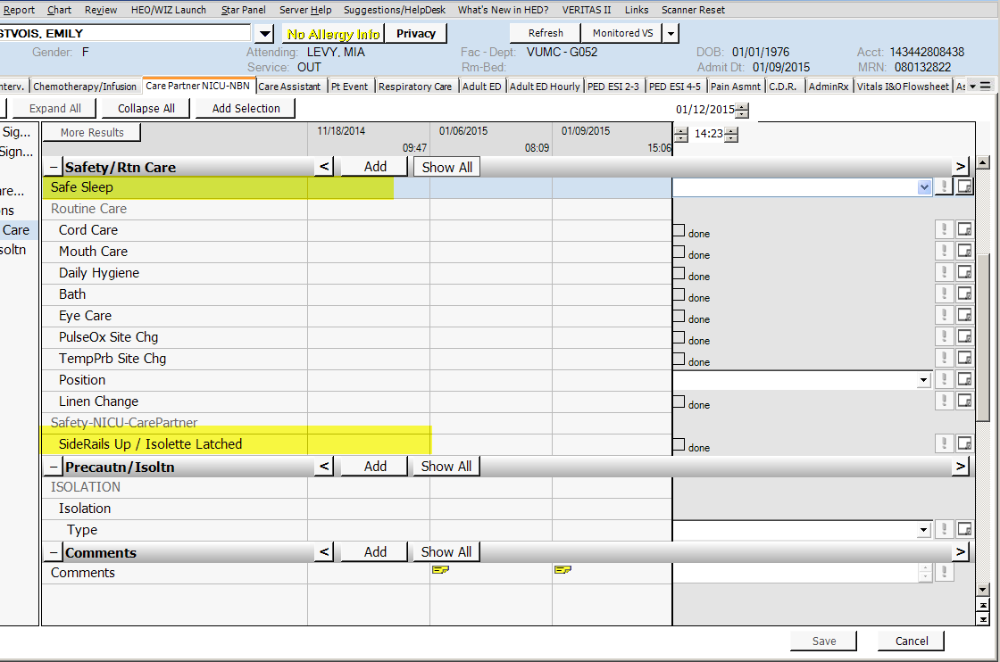 Report Chart Review HEO/WIZ Launch Star Panel Server Help Suggestions/HelpDesk What's New in HED? VERITAS II Links Scanner Reset
STVOIS, EMILY No Allergy Info Privacy Refresh Monitored VS
Gender: F Attending: LEVY, MIA Fac - Dept: VUMC - G052 DOB: 01/01/1976 Acct: 143442808438
Service: OUT Rm-Bed: Admit Dt: 01/09/2015 MRN: 080132822
nterv. Chemotherapy/Infusion Care Partner NICU-NBN Care Assistant Pt Event Respiratory Care Adult ED Adult ED Hourly PED ESI 2-3 PED ESI 4-5 Pain Asmnt C.D.R. AdminRx Vitals I&O Flowsheet As
Expand All Collapse All Add Selection 01/12/2015
Sig... More Results 11/18/2014 01/06/2015 01/09/2015 14:23
Sign... 09:47 08:09 15:06
− Safety/Rtn Care < Add Show All >
are... Safe Sleep !
ns Routine Care
Care Cord Care done !
soltn Mouth Care done !
Daily Hygiene done !
Bath done !
Eye Care done !
PulseOx Site Chg done !
TempPrb Site Chg done !
Position !
Linen Change done !
Safety-NICU-CarePartner
SideRails Up / Isolette Latched done !
− Precautn/Isoltn < Add Show All >
ISOLATION
Isolation
Type !
− Comments < Add Show All >
Comments !
Save Cancel